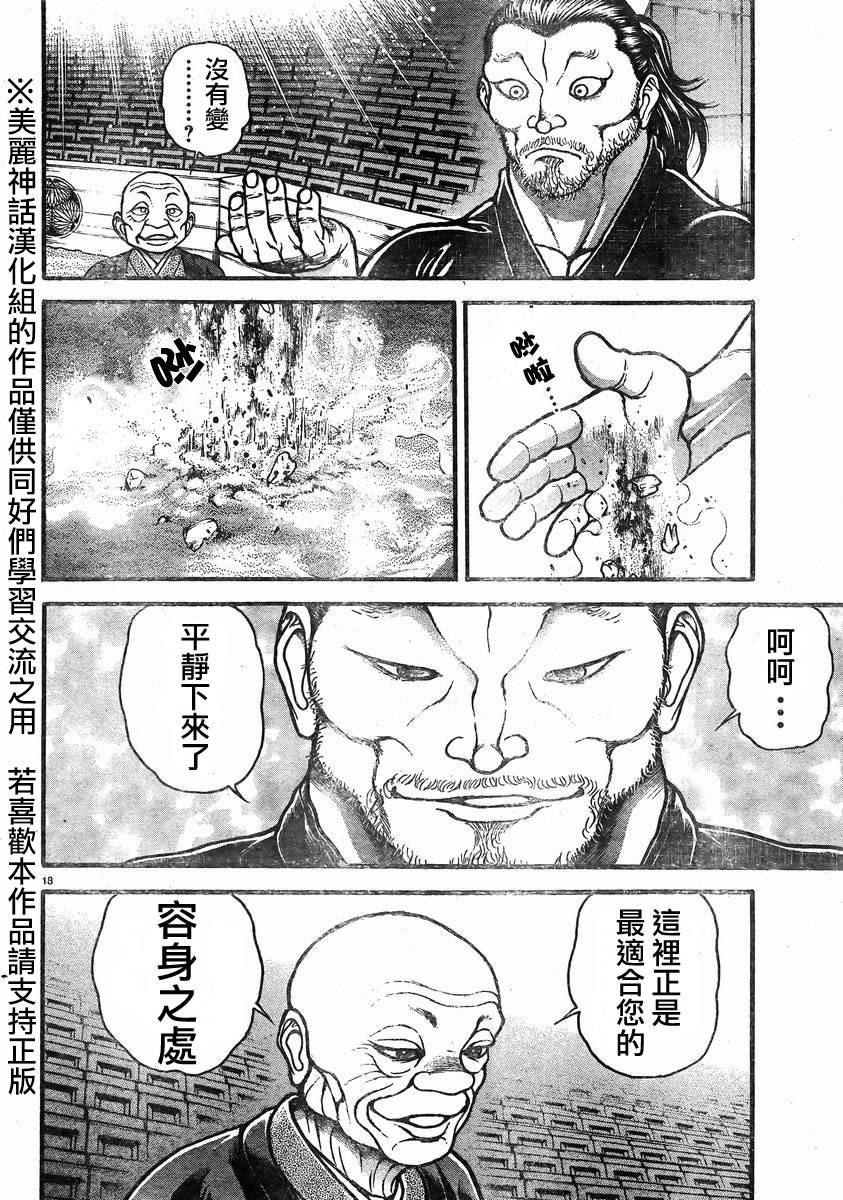 沒有變
………？
唦啦…
唦
呵呵…
平靜下來了
這裡正是
最適合您的
容身之處
18
※美麗神話漢化組的作品僅供同好們學習交流之用　若喜歡本作品請支持正版